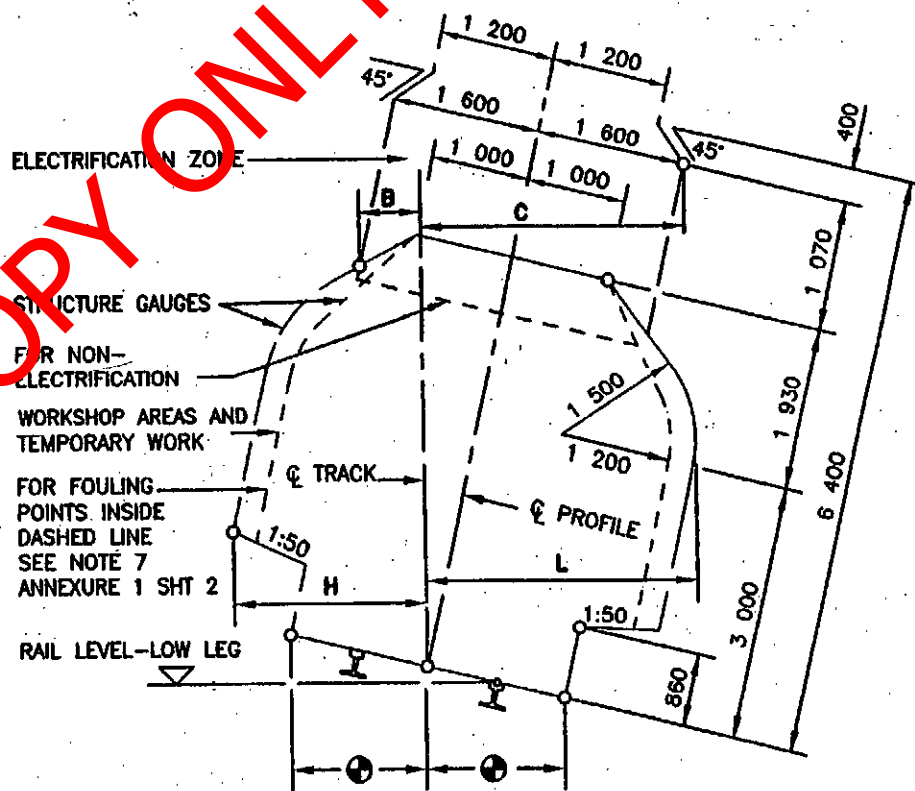 COPY ONLY
1 200
1 200
45°
1 600
1 600
45°
400
ELECTRIFICATION ZONE
1 000
1 000
B
C
1 070
STRUCTURE GAUGES
FOR NON-
ELECTRIFICATION
1 500
1 930
WORKSHOP AREAS AND
TEMPORARY WORK
1 200
6 400
℄ TRACK
FOR FOULING
POINTS INSIDE
DASHED LINE
SEE NOTE 7
ANNEXURE 1 SHT 2
℄ PROFILE
1:50
H
L
1:50
3 000
RAIL LEVEL-LOW LEG
860